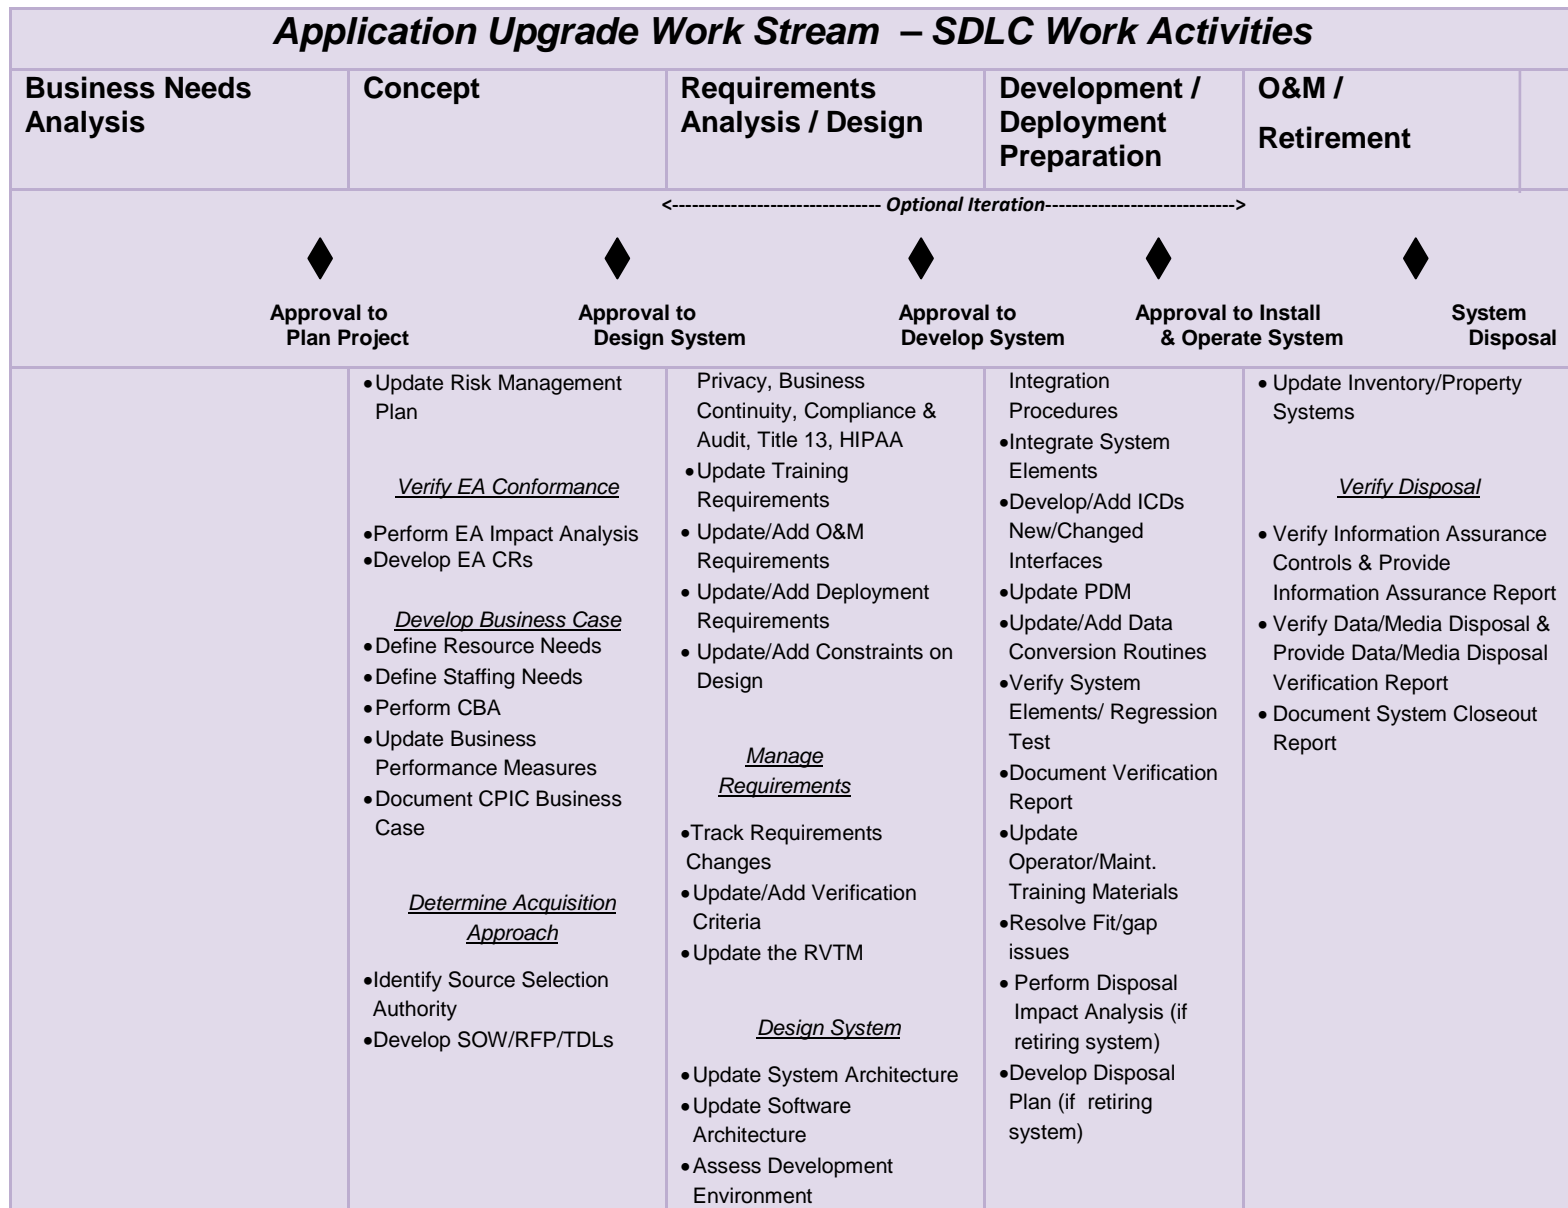 Application Upgrade Work Stream – SDLC Work Activities
Business Needs
Analysis
Concept
Requirements
Analysis / Design
Development /
Deployment
Preparation
O&M /
Retirement
<-------------------------------- Optional Iteration----------------------------->
Approval to
Plan Project
Approval to
Design System
Approval to
Develop System
Approval to Install
& Operate System
System
Disposal
•Update Risk Management
Plan
Verify EA Conformance
•Perform EA Impact Analysis
•Develop EA CRs
Develop Business Case
•Define Resource Needs
•Define Staffing Needs
•Perform CBA
•Update Business
Performance Measures
•Document CPIC Business
Case
Determine Acquisition
Approach
•Identify Source Selection
Authority
•Develop SOW/RFP/TDLs
Privacy, Business
Continuity, Compliance &
Audit, Title 13, HIPAA
•Update Training
Requirements
• Update/Add O&M
Requirements
• Update/Add Deployment
Requirements
• Update/Add Constraints on
Design
Manage
Requirements
•Track Requirements
Changes
•Update/Add Verification
Criteria
•Update the RVTM
Design System
•Update System Architecture
•Update Software
Architecture
•Assess Development
Environment
Integration
Procedures
•Integrate System
Elements
•Develop/Add ICDs
New/Changed
Interfaces
•Update PDM
•Update/Add Data
Conversion Routines
•Verify System
Elements/ Regression
Test
•Document Verification
Report
•Update
Operator/Maint.
Training Materials
•Resolve Fit/gap
issues
• Perform Disposal
Impact Analysis (if
retiring system)
•Develop Disposal
Plan (if retiring
system)
• Update Inventory/Property
Systems
Verify Disposal
• Verify Information Assurance
Controls & Provide
Information Assurance Report
• Verify Data/Media Disposal &
Provide Data/Media Disposal
Verification Report
• Document System Closeout
Report